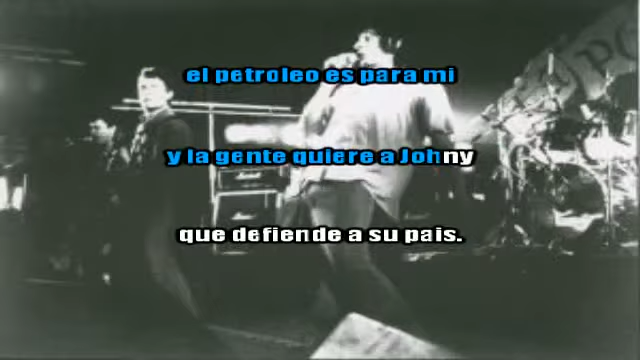 el petroleo es para mi
y la gente quiere a Johny
que defiende a su pais.